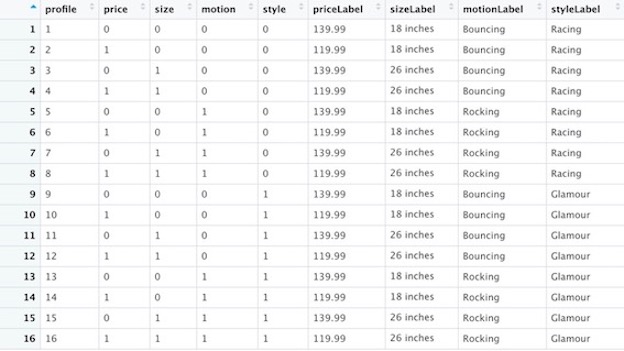 profile price size motion style priceLabel sizeLabel motionLabel styleLabel
1 1 0 0 0 0 139.99 18 inches Bouncing Racing
2 2 1 0 0 0 119.99 18 inches Bouncing Racing
3 3 0 1 0 0 139.99 26 inches Bouncing Racing
4 4 1 1 0 0 119.99 26 inches Bouncing Racing
5 5 0 0 1 0 139.99 18 inches Rocking Racing
6 6 1 0 1 0 119.99 18 inches Rocking Racing
7 7 0 1 1 0 139.99 26 inches Rocking Racing
8 8 1 1 1 0 119.99 26 inches Rocking Racing
9 9 0 0 0 1 139.99 18 inches Bouncing Glamour
10 10 1 0 0 1 119.99 18 inches Bouncing Glamour
11 11 0 1 0 1 139.99 26 inches Bouncing Glamour
12 12 1 1 0 1 119.99 26 inches Bouncing Glamour
13 13 0 0 1 1 139.99 18 inches Rocking Glamour
14 14 1 0 1 1 119.99 18 inches Rocking Glamour
15 15 0 1 1 1 139.99 26 inches Rocking Glamour
16 16 1 1 1 1 119.99 26 inches Rocking Glamour